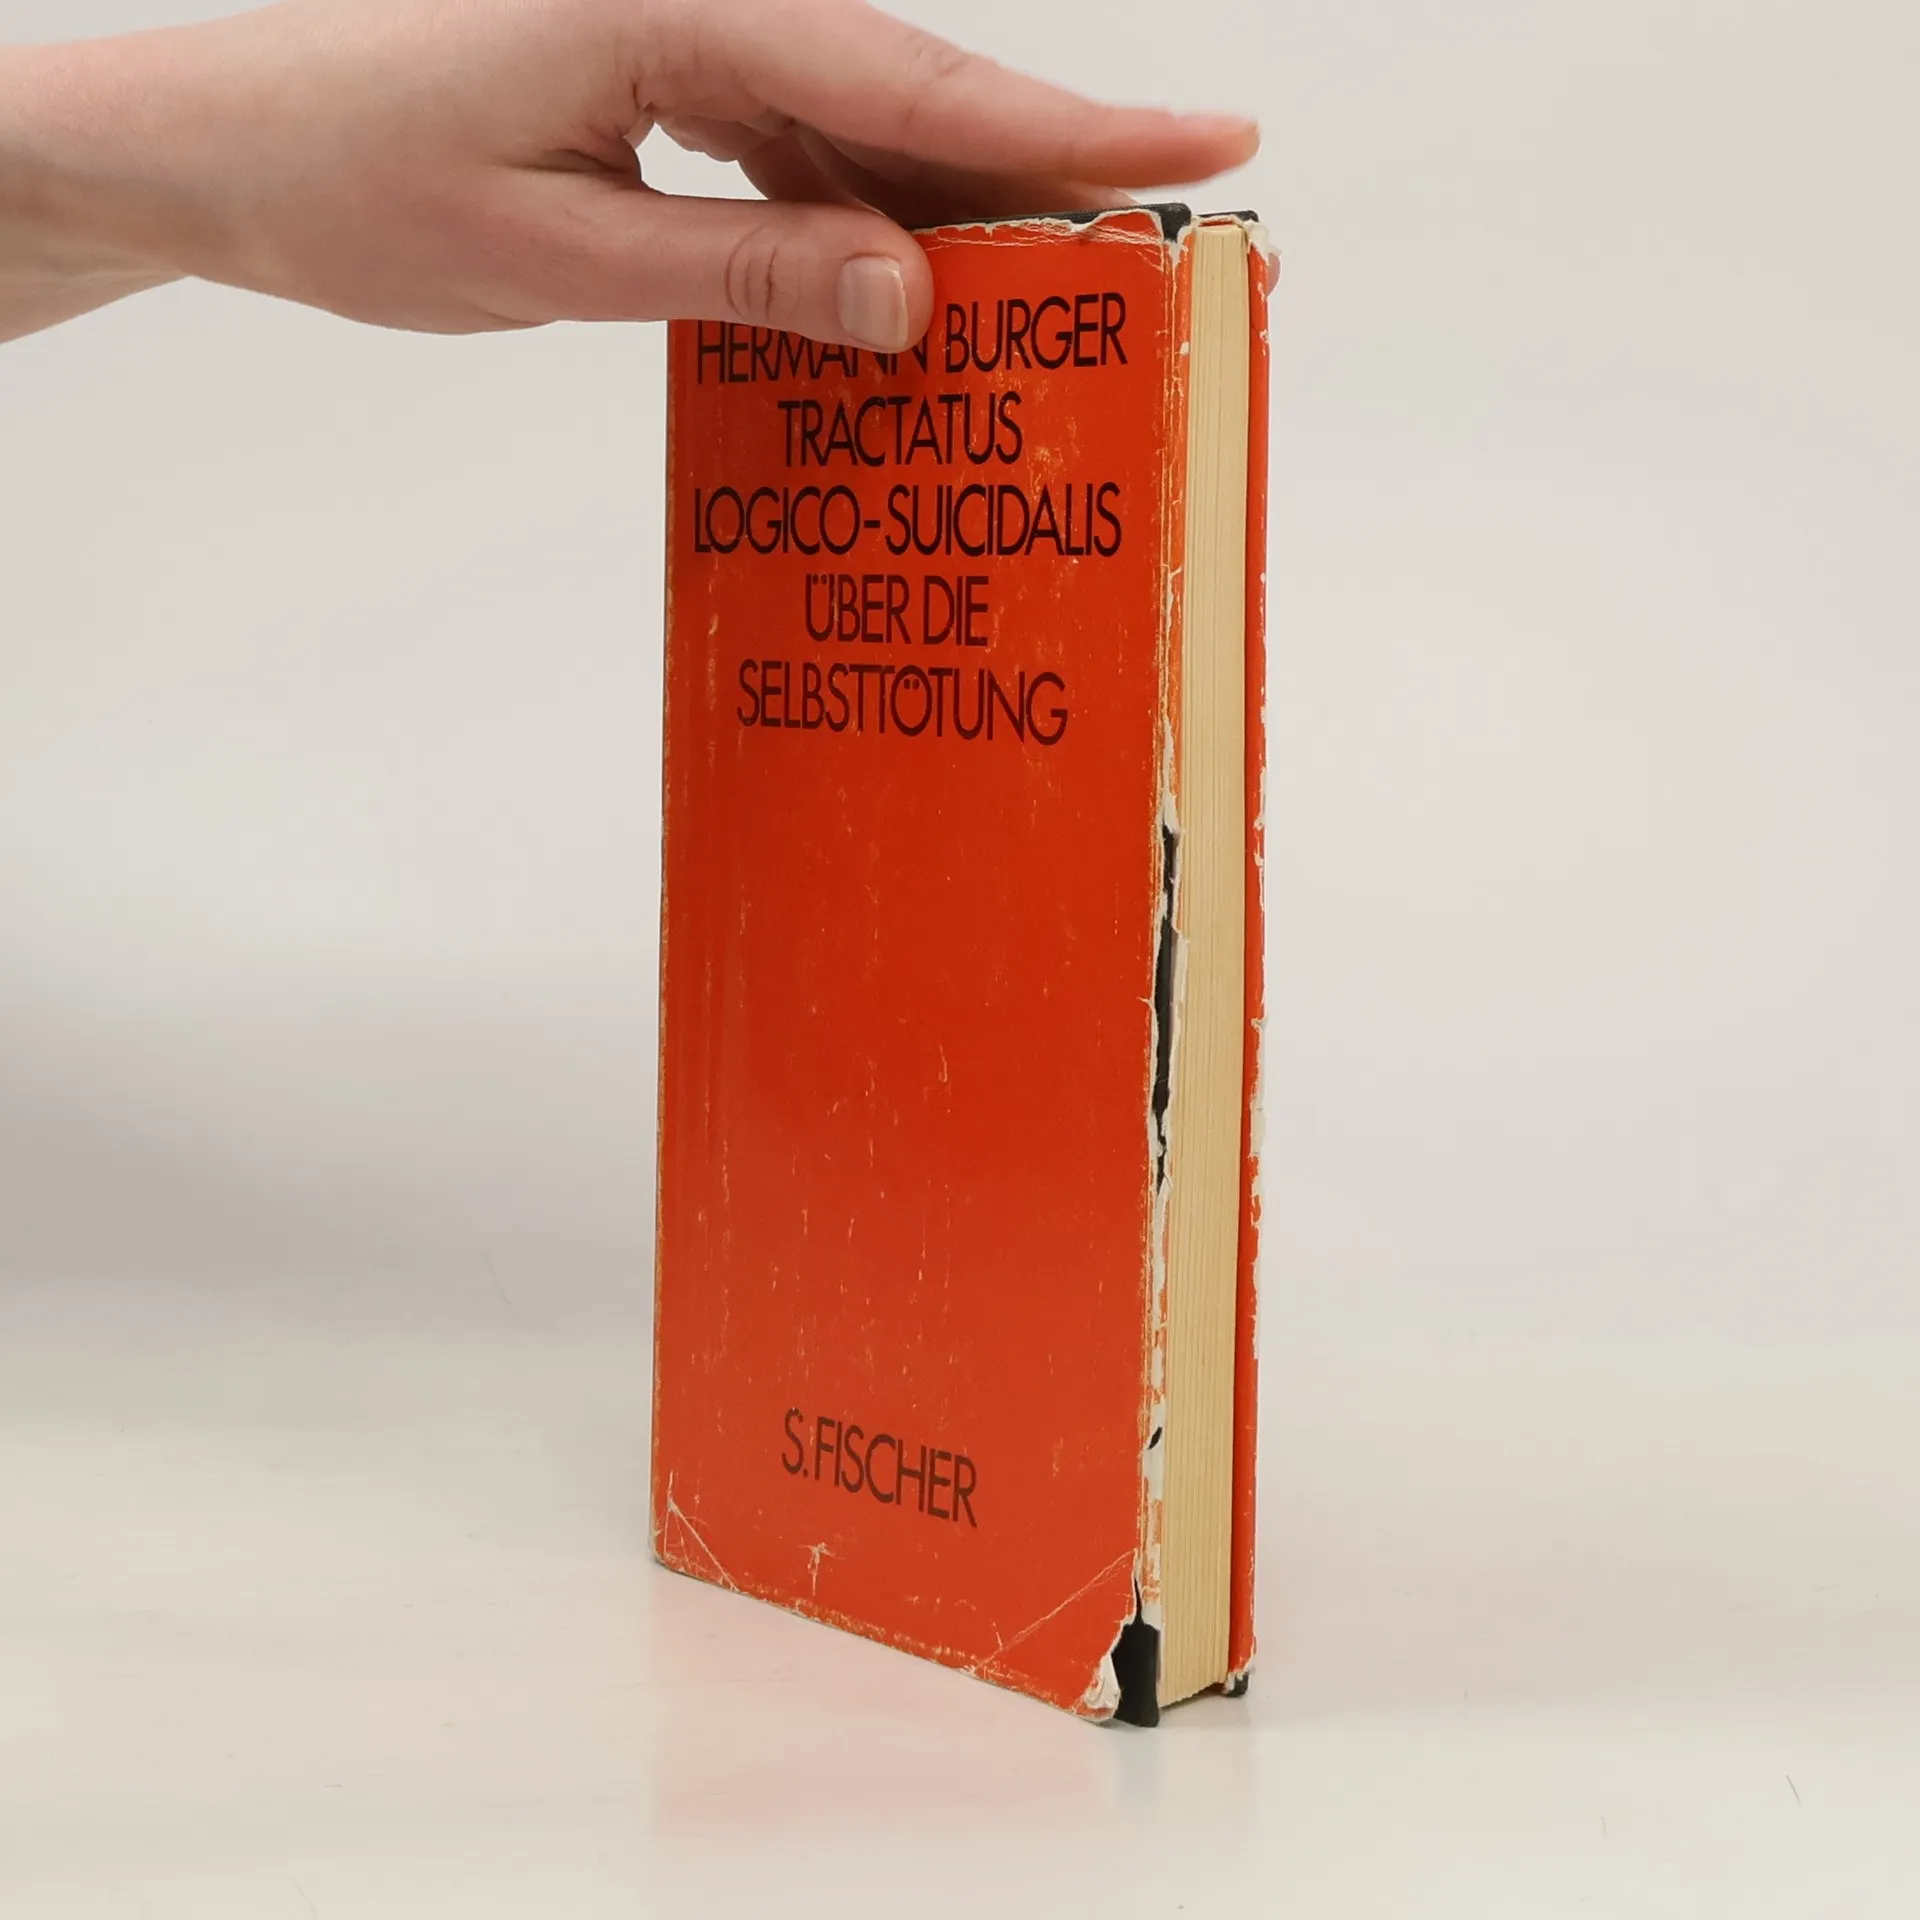 HERMANN BURGER
TRACTATUS
LOGICO-SUICIDALIS
ÜBER DIE
SELBSTTÖTUNG
S. FISCHER